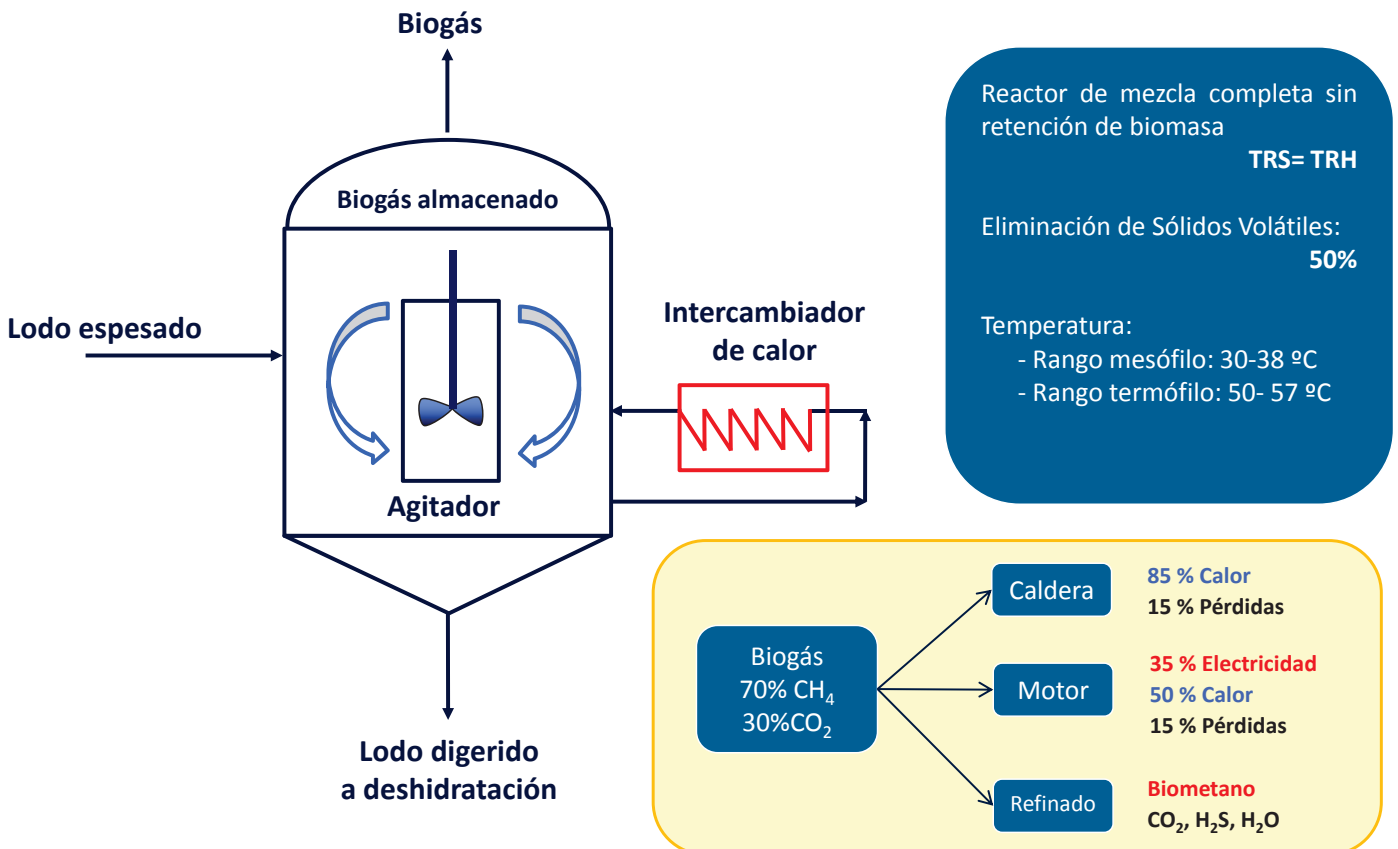 Biogás
Biogás almacenado
Lodo espesado
Agitador
Intercambiador
de calor
Lodo digerido
a deshidratación
Reactor de mezcla completa sin
retención de biomasa
TRS= TRH
Eliminación de Sólidos Volátiles:
50%
Temperatura:
- Rango mesófilo: 30-38 ºC
- Rango termófilo: 50- 57 ºC
Biogás
70% CH₄
30%CO₂
Caldera
85 % Calor
15 % Pérdidas
Motor
35 % Electricidad
50 % Calor
15 % Pérdidas
Refinado
Biometano
CO₂, H₂S, H₂O